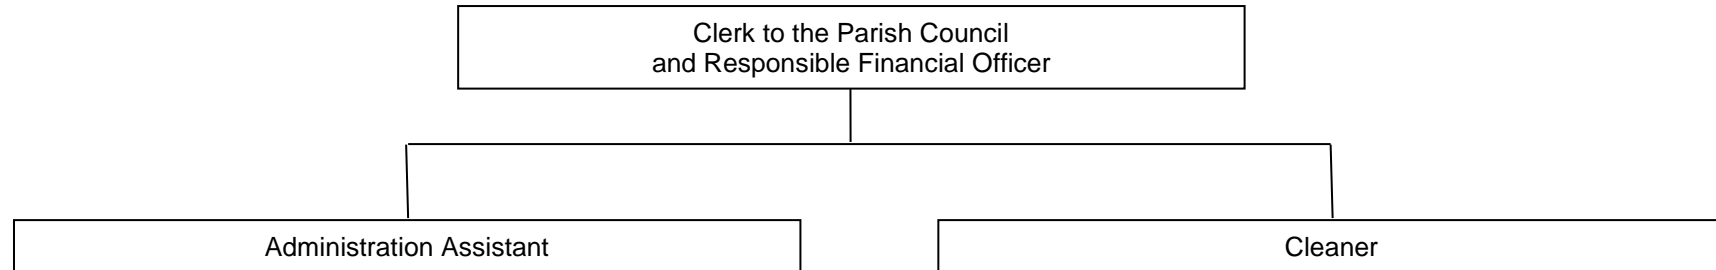 Clerk to the Parish Council
and Responsible Financial Officer
Administration Assistant
Cleaner